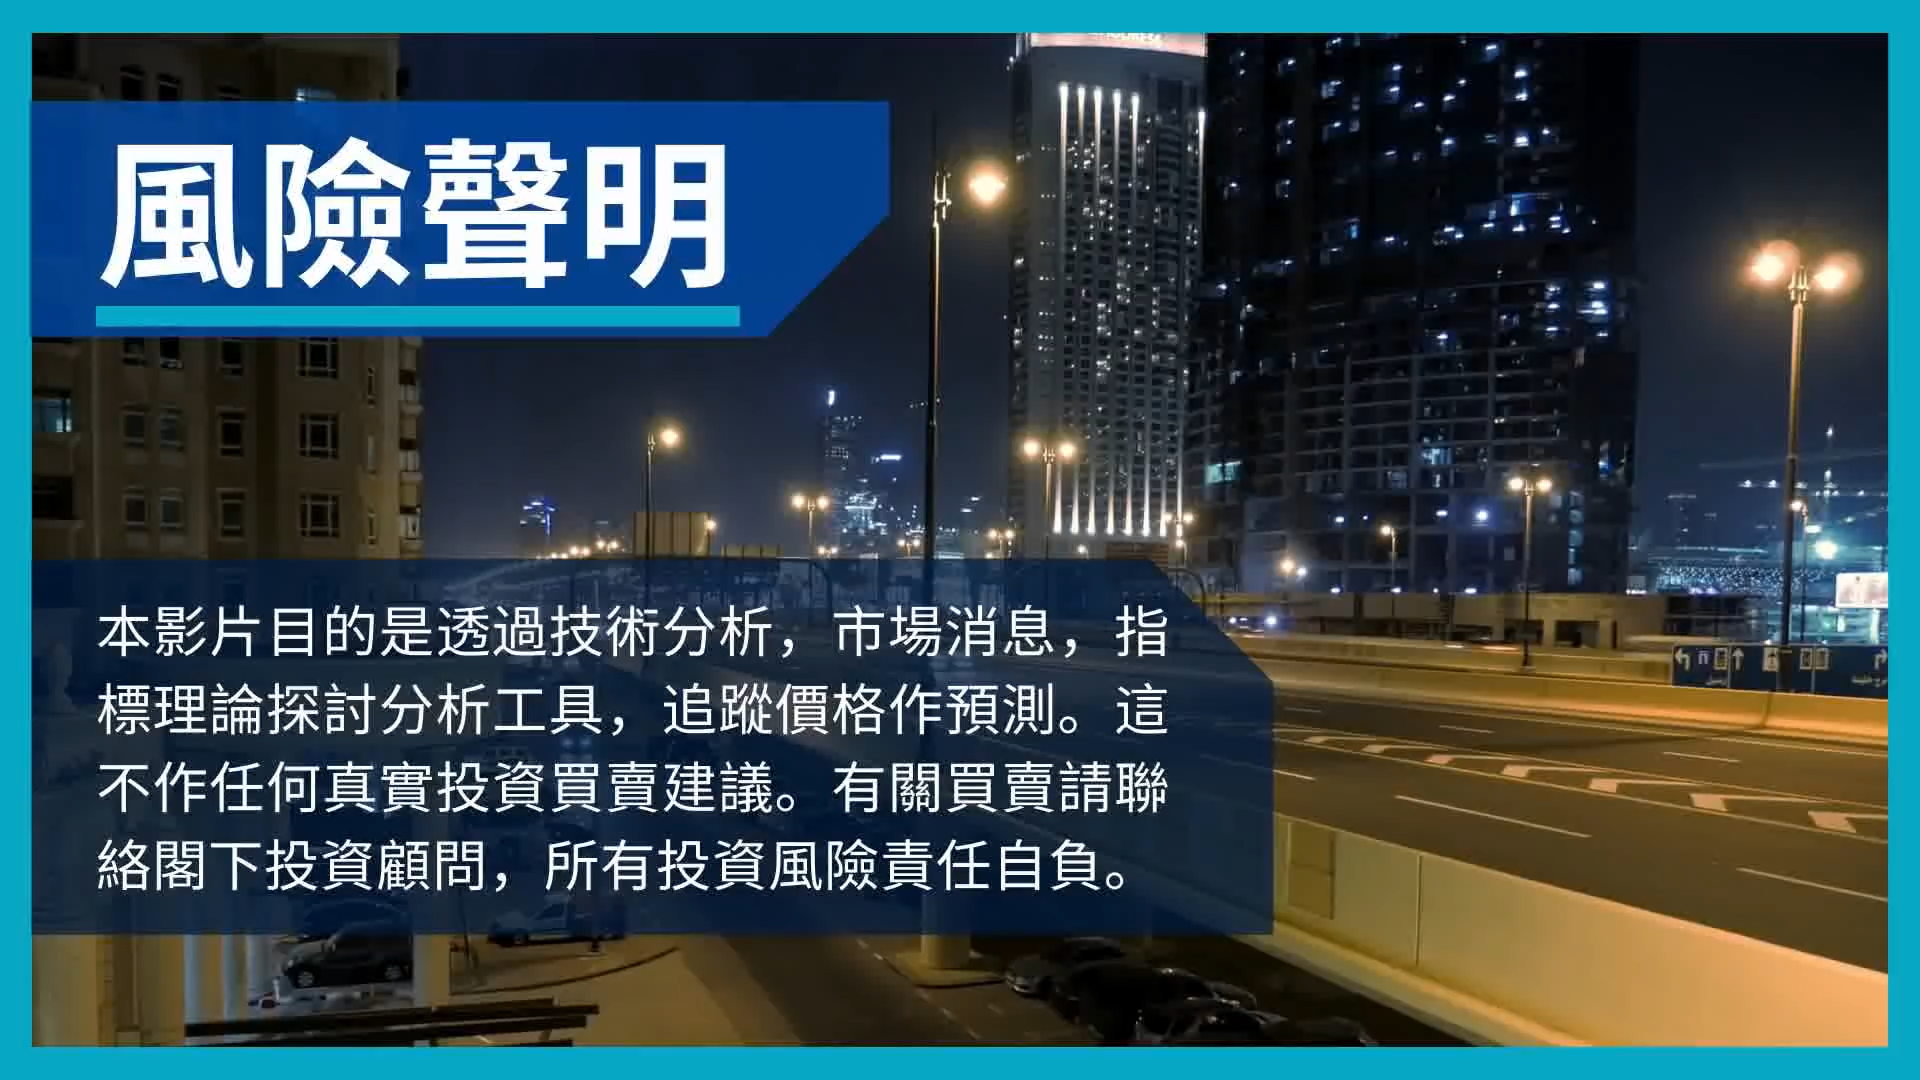 風險聲明
本影片目的是透過技術分析，市場消息，指
標理論探討分析工具，追蹤價格作預測。這
不作任何真實投資買賣建議。有關買賣請聯
絡閣下投資顧問，所有投資風險責任自負。